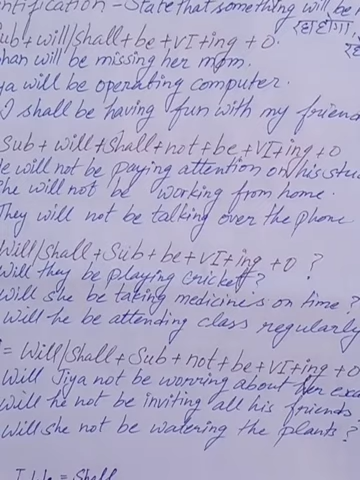 ntification - State that something will be
ub + will/shall + be + VI + ing + O. रहा होगा,
han will be missing her mom.
ya will be operating computer.
I shall be having fun with my friend
Sub + will + Shall + not + be + VI + ing + O
e will not be paying attention on his stu
he will not be working from home.
They will not be talking over the phone
Will/shall + Sub + be + VI + ing + O ?
Will they be playing cricket?
Will she be taking medicines on time?
Will he be attending class regularly
= Will/Shall + Sub + not + be + VI + ing + O
Will Jiya not be worring about her exa
Will he not be inviting all his friends
Will she not be watering the plants ?
= Shall